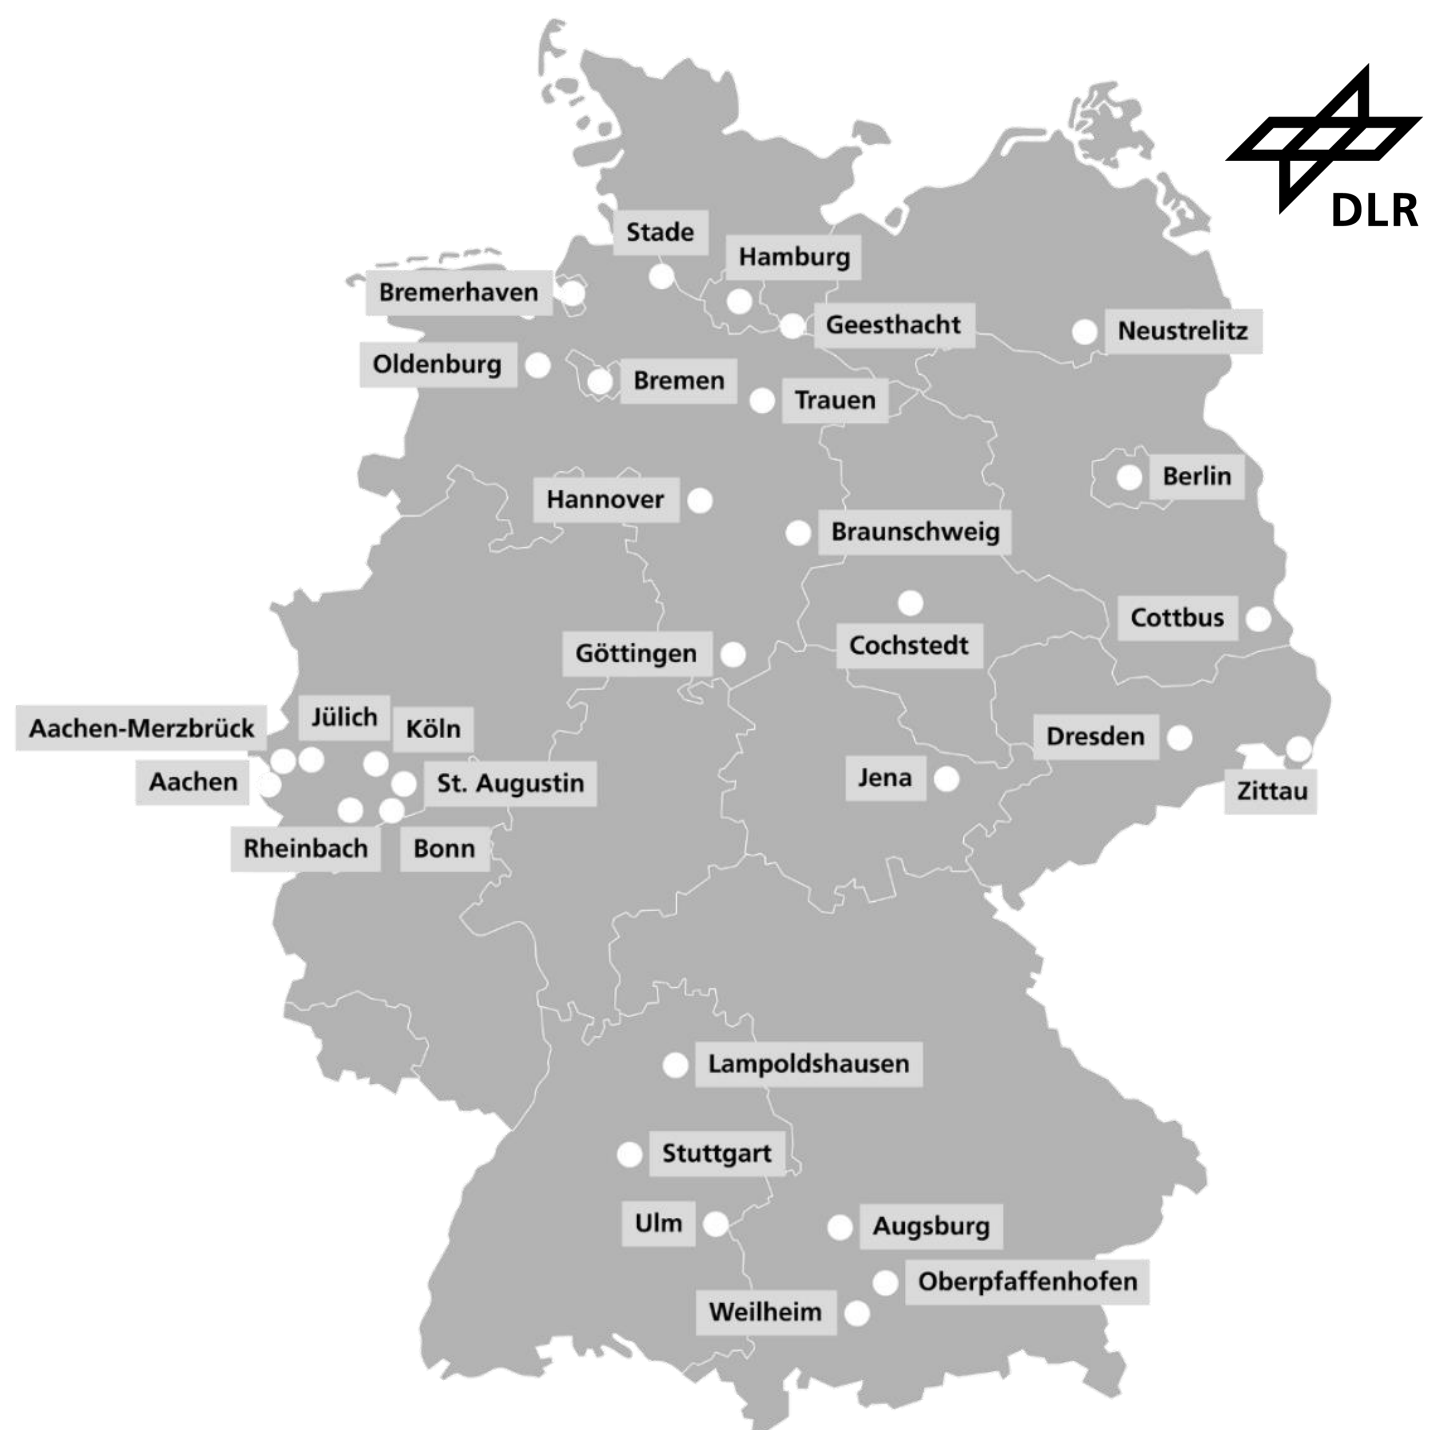 DLR
Stade
Hamburg
Bremerhaven
Geesthacht
Neustrelitz
Oldenburg
Bremen
Trauen
Berlin
Hannover
Braunschweig
Cottbus
Cochstedt
Göttingen
Jülich
Aachen-Merzbrück
Köln
Dresden
Aachen
St. Augustin
Jena
Zittau
Rheinbach
Bonn
Lampoldshausen
Stuttgart
Ulm
Augsburg
Oberpfaffenhofen
Weilheim